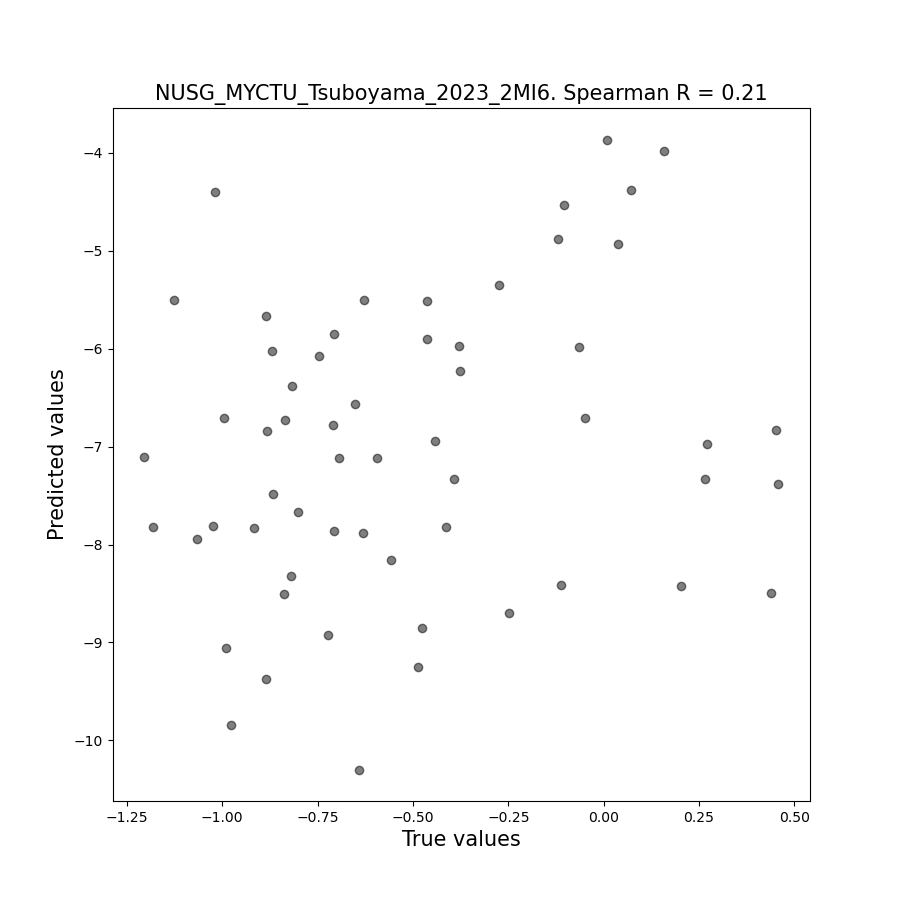 NUSG_MYCTU_Tsuboyama_2023_2MI6. Spearman R = 0.21
−4
−5
−6
−7
−8
−9
−10
Predicted values
−1.25 −1.00 −0.75 −0.50 −0.25 0.00 0.25 0.50
True values